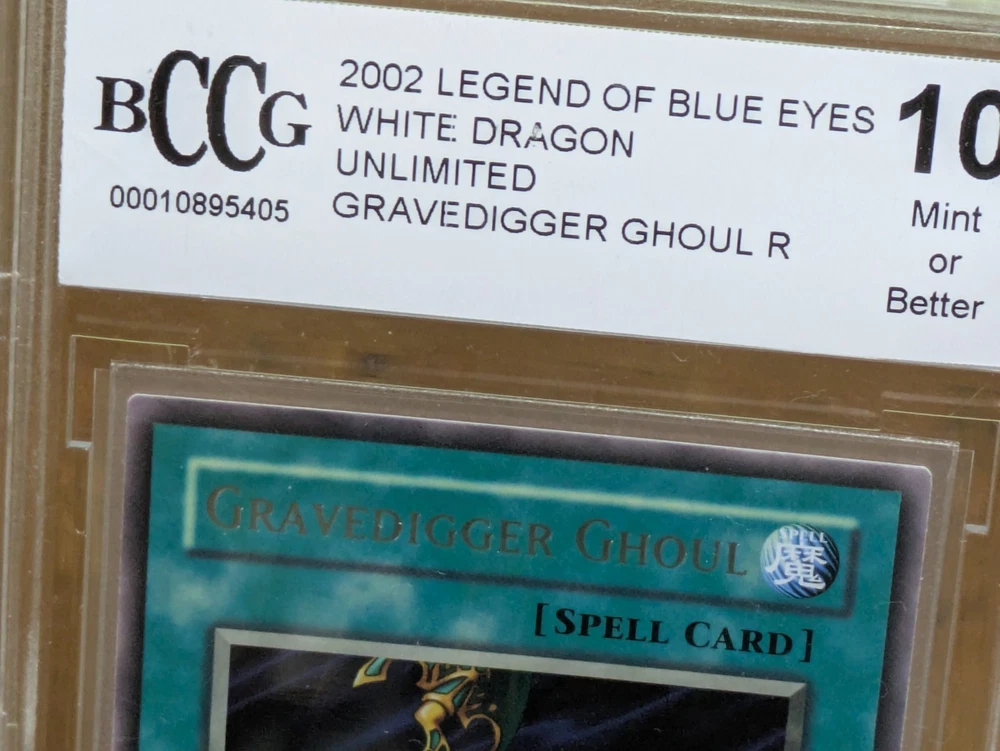 BCCG
00010895405
2002 LEGEND OF BLUE EYES
WHITE DRAGON
UNLIMITED
GRAVEDIGGER GHOUL R
10
Mint
or
Better
GRAVEDIGGER GHOUL
SPELL
魔
[SPELL CARD]